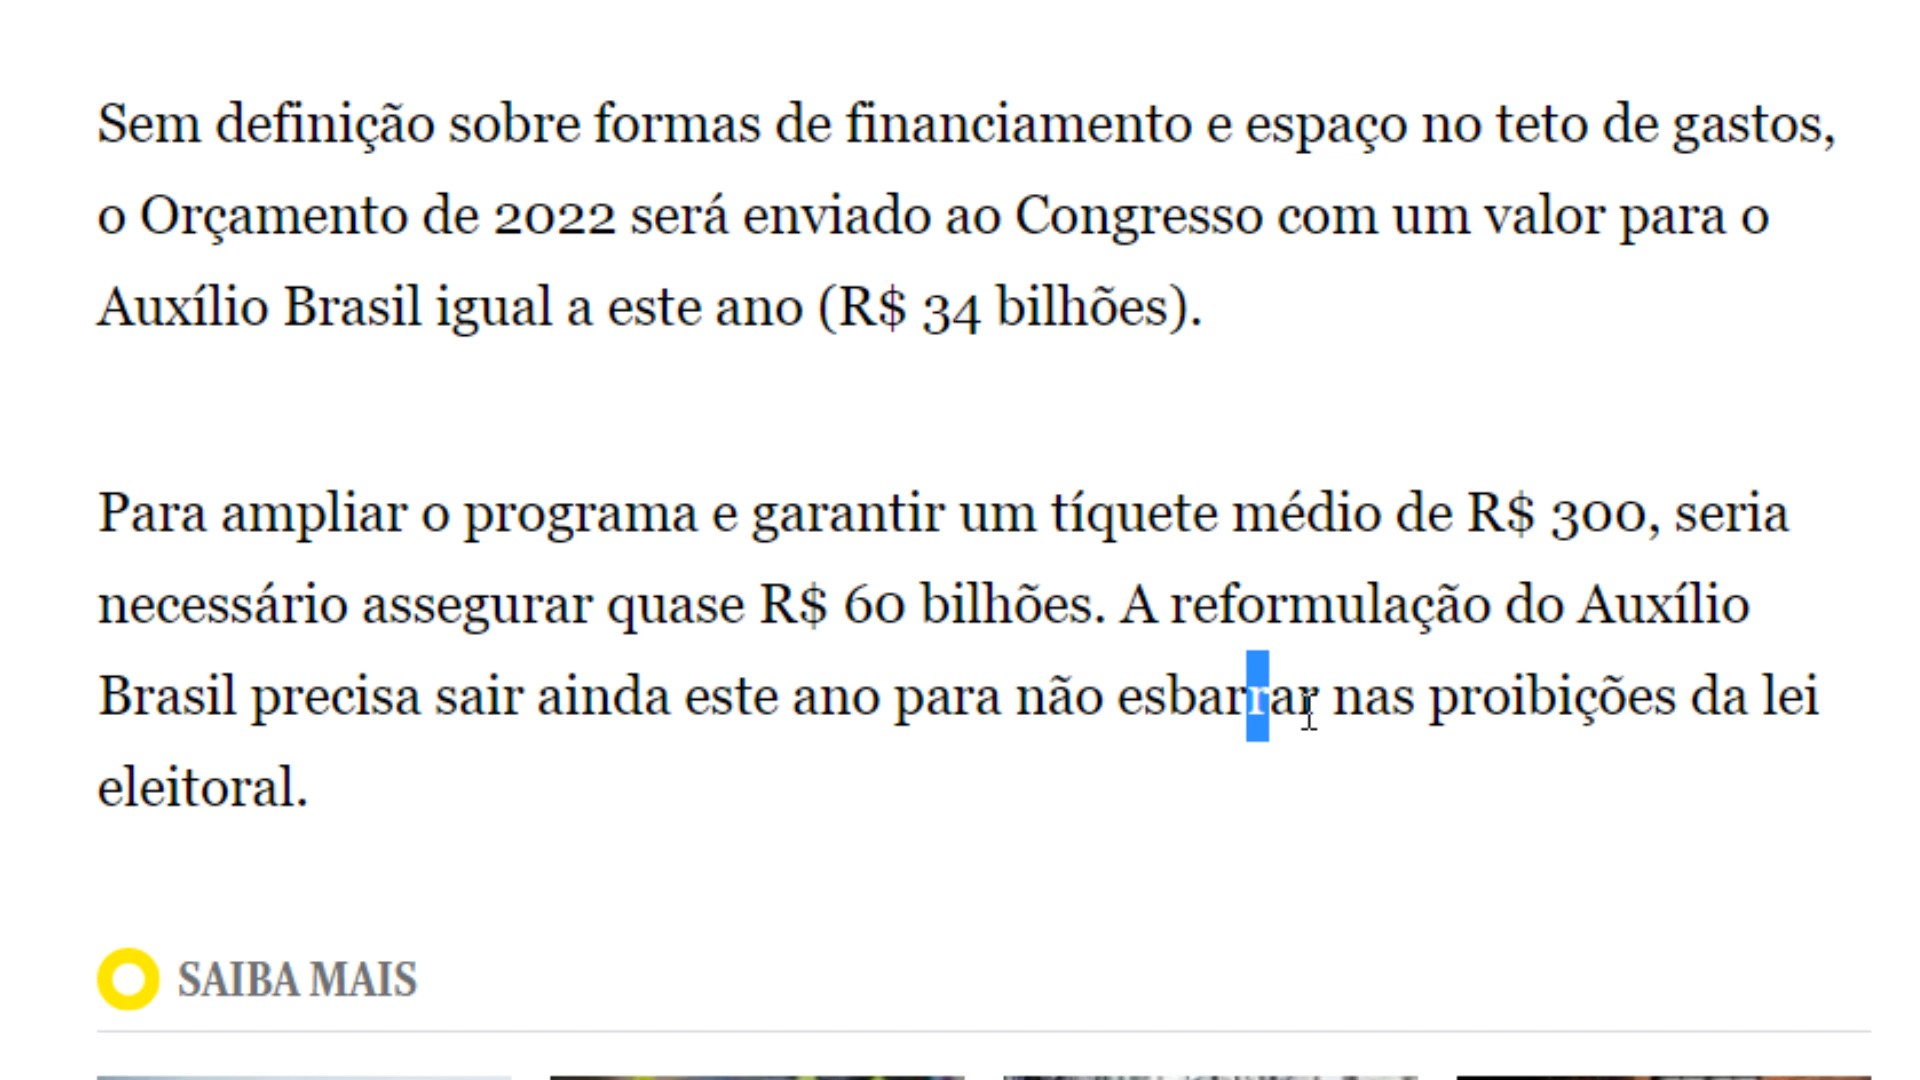 Sem definição sobre formas de financiamento e espaço no teto de gastos,
o Orçamento de 2022 será enviado ao Congresso com um valor para o
Auxílio Brasil igual a este ano (R$ 34 bilhões).
Para ampliar o programa e garantir um tíquete médio de R$ 300, seria
necessário assegurar quase R$ 60 bilhões. A reformulação do Auxílio
Brasil precisa sair ainda este ano para não esbarrar nas proibições da lei
eleitoral.
SAIBA MAIS